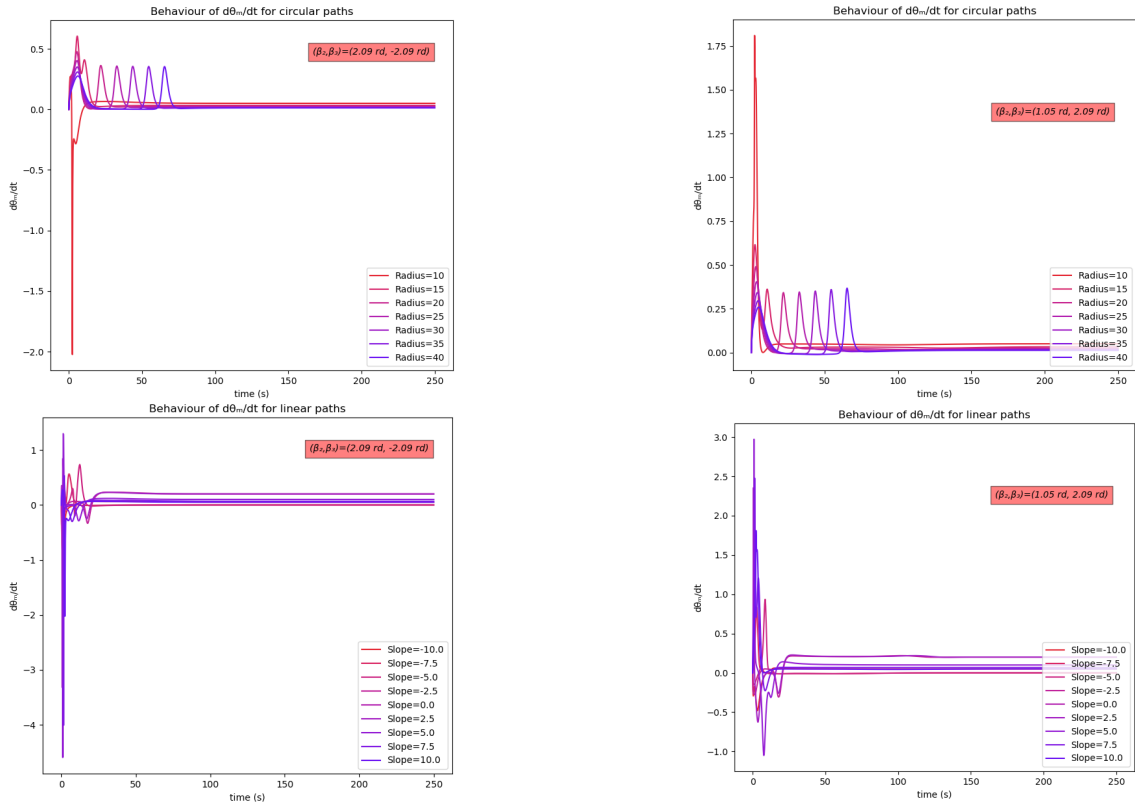 Behaviour of dθₘ/dt for circular paths
(β₂,β₃)=(2.09 rd, -2.09 rd)
0.5
0.0
−0.5
−1.0
−1.5
−2.0
dθₘ/dt
Radius=10
Radius=15
Radius=20
Radius=25
Radius=30
Radius=35
Radius=40
0
50
100
150
200
250
time (s)
Behaviour of dθₘ/dt for circular paths
(β₂,β₃)=(1.05 rd, 2.09 rd)
1.75
1.50
1.25
1.00
0.75
0.50
0.25
0.00
dθₘ/dt
Radius=10
Radius=15
Radius=20
Radius=25
Radius=30
Radius=35
Radius=40
0
50
100
150
200
250
time (s)
Behaviour of dθₘ/dt for linear paths
(β₂,β₃)=(2.09 rd, -2.09 rd)
1
0
−1
−2
−3
−4
dθₘ/dt
Slope=-10.0
Slope=-7.5
Slope=-5.0
Slope=-2.5
Slope=0.0
Slope=2.5
Slope=5.0
Slope=7.5
Slope=10.0
0
50
100
150
200
250
time (s)
Behaviour of dθₘ/dt for linear paths
(β₂,β₃)=(1.05 rd, 2.09 rd)
3.0
2.5
2.0
1.5
1.0
0.5
0.0
−0.5
−1.0
dθₘ/dt
Slope=-10.0
Slope=-7.5
Slope=-5.0
Slope=-2.5
Slope=0.0
Slope=2.5
Slope=5.0
Slope=7.5
Slope=10.0
0
50
100
150
200
250
time (s)